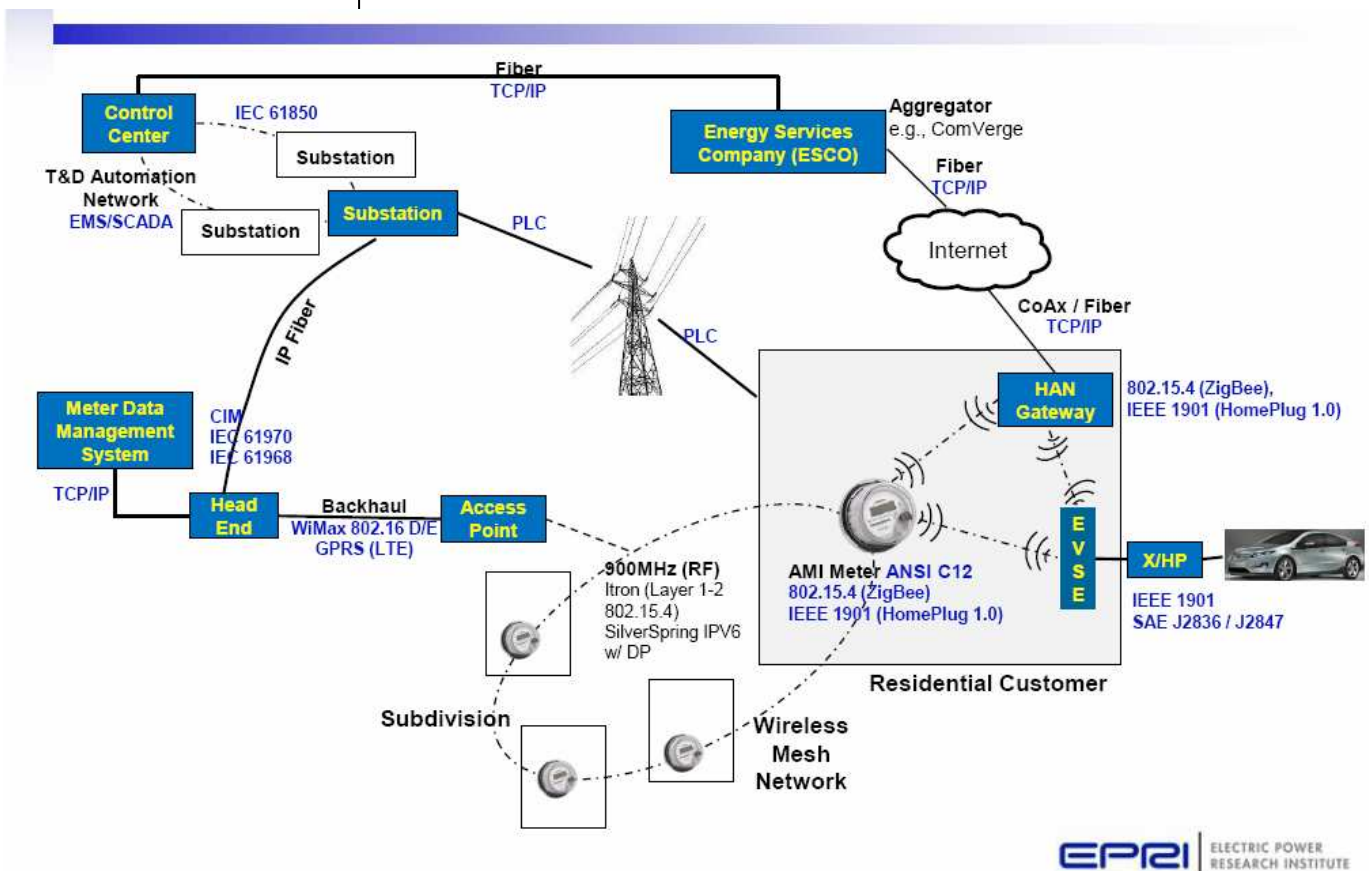 Fiber
TCP/IP
Control
Center
IEC 61850
Substation
T&D Automation
Network
EMS/SCADA
Substation
Substation
PLC
Energy Services
Company (ESCO)
Aggregator
e.g., ComVerge
Fiber
TCP/IP
Internet
CoAx / Fiber
TCP/IP
IP Fiber
PLC
HAN
Gateway
802.15.4 (ZigBee),
IEEE 1901 (HomePlug 1.0)
Meter Data
Management
System
CIM
IEC 61970
IEC 61968
TCP/IP
Head
End
Backhaul
WiMax 802.16 D/E
GPRS (LTE)
Access
Point
900MHz (RF)
Itron (Layer 1-2
802.15.4)
SilverSpring IPV6
w/ DP
AMI Meter ANSI C12
802.15.4 (ZigBee)
IEEE 1901 (HomePlug 1.0)
E
V
S
E
X/HP
IEEE 1901
SAE J2836 / J2847
Residential Customer
Subdivision
Wireless
Mesh
Network
EPRI
ELECTRIC POWER
RESEARCH INSTITUTE